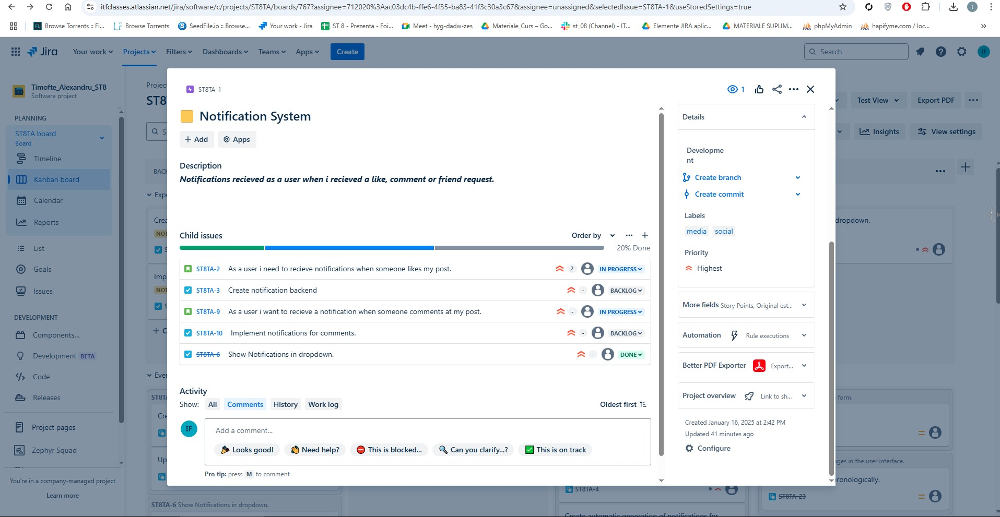 itfclasses.atlassian.net/jira/software/c/projects/ST8TA/boards/767?assignee=712020%3Aac03dc4b-ffe6-4f35-ba83-41f3c30a3c67&assignee=unassigned&selectedIssue=ST8TA-1&useStoredSettings=true
t
Browse Torrents :: Fi...
Browse Torrents
SeedFile.io :: Browse...
Your work - Jira
ST 8 - Prezenta - Foi...
Meet - hyg-dadw-zes
Materiale_Curs – Go...
st_08 (Channel) - IT...
Elemente JIRA aplic...
MATERIALE SUPLIM...
phpMyAdmin
hapifyme.com / loc...
Jira
Your work
Projects
Filters
Dashboards
Teams
Apps
Create
Search
IF
Timofte_Alexandru_ST8
Software project
PLANNING
ST8TA board
Board
Timeline
Kanban board
Calendar
Reports
List
Goals
Issues
DEVELOPMENT
Components...
Development BETA
Code
Releases
Project pages
Zephyr Squad
You're in a company-managed project
Learn more
Test View
Export PDF
Insights
View settings
ST8TA-1
1
Notification System
Add
Apps
Description
Notifications recieved as a user when i recieved a like, comment or friend request.
Child issues
Order by
20% Done
ST8TA-2 As a user i need to recieve notifications when someone likes my post. 2 IN PROGRESS
ST8TA-3 Create notification backend - BACKLOG
ST8TA-9 As a user i want to recieve a notification when someone comments at my post. - IN PROGRESS
ST8TA-10 Implement notifications for comments. - BACKLOG
ST8TA-6 Show Notifications in dropdown. - DONE
Activity
Show: All Comments History Work log
Oldest first
IF
Add a comment...
Looks good!
Need help?
This is blocked...
Can you clarify...?
This is on track
Pro tip: press M to comment
Details
Developme
nt
Create branch
Create commit
Labels
media social
Priority
Highest
More fields Story Points, Original est...
Automation Rule executions
Better PDF Exporter Export...
Project overview Link to sh...
Created January 16, 2025 at 2:42 PM
Updated 41 minutes ago
Configure
dropdown.
form.
ages in the user interface.
ronologically.
ST8TA-4
ST8TA-23
ST8TA-6 Show Notifications in dropdown.
Create automatic generation of notifications for